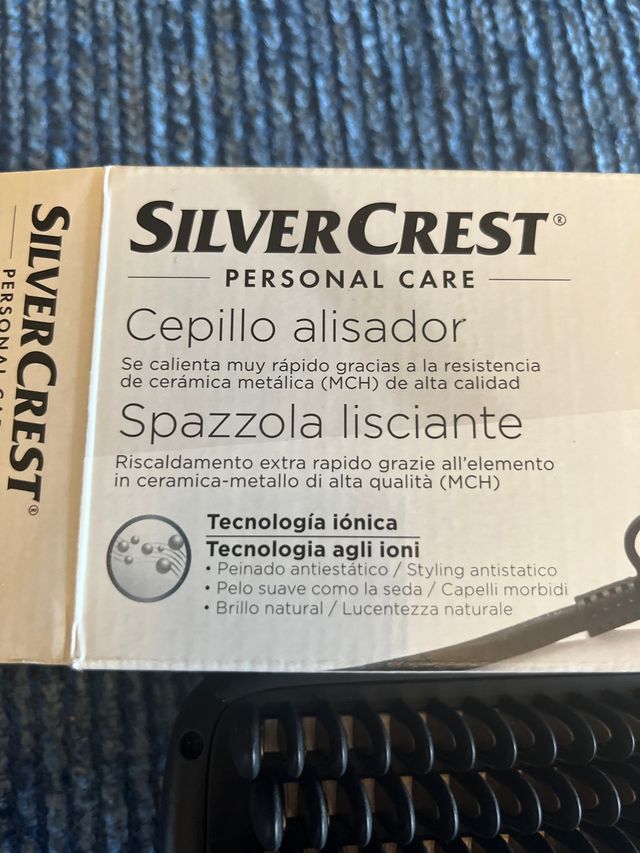 SILVERCREST®
PERSONAL CARE
Cepillo alisador
Se calienta muy rápido gracias a la resistencia
de cerámica metálica (MCH) de alta calidad
Spazzola lisciante
Riscaldamento extra rapido grazie all'elemento
in ceramica-metallo di alta qualità (MCH)
Tecnología iónica
Tecnologia agli ioni
• Peinado antiestático / Styling antistatico
• Pelo suave como la seda / Capelli morbidi
• Brillo natural / Lucentezza naturale
SILVERCREST®
PERSONAL